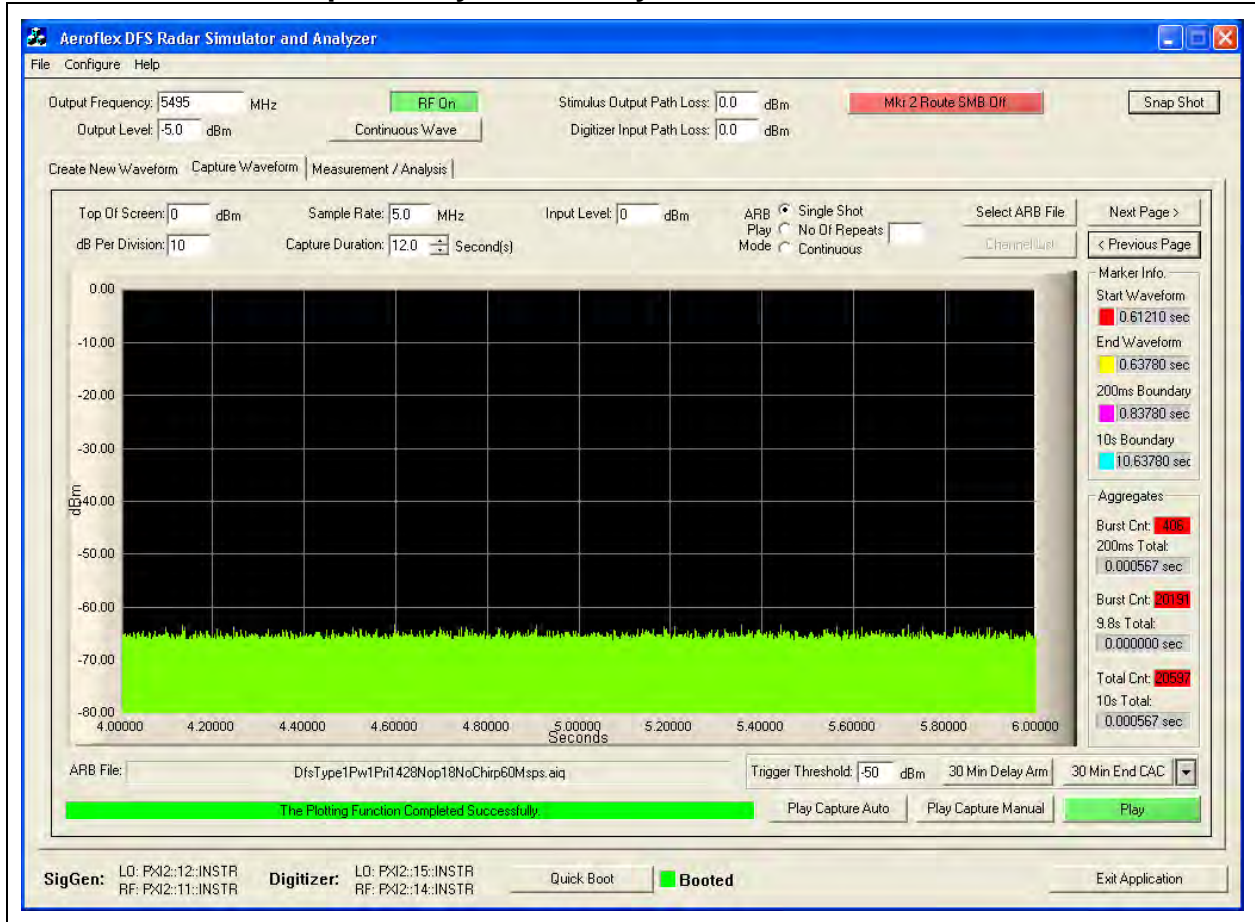 Aeroflex DFS Radar Simulator and Analyzer
File Configure Help
Output Frequency: 5495 MHz
RF On
Stimulus Output Path Loss: 0.0 dBm
Mkr 2 Route SMB Off
Snap Shot
Output Level: -5.0 dBm
Continuous Wave
Digitizer Input Path Loss: 0.0 dBm
Create New Waveform Capture Waveform Measurement / Analysis
Top Of Screen: 0 dBm
Sample Rate: 5.0 MHz
Input Level: 0 dBm
ARB Play Mode
Single Shot
No Of Repeats
Continuous
Select ARB File
Next Page >
dB Per Division: 10
Capture Duration: 12.0 Second(s)
Channel List
< Previous Page
Marker Info.
Start Waveform
0.61210 sec
End Waveform
0.63780 sec
200ms Boundary
0.83780 sec
10s Boundary
10.63780 sec
Aggregates
Burst Cnt: 406
200ms Total:
0.000567 sec
Burst Cnt: 20191
9.8s Total:
0.000000 sec
Total Cnt: 20597
10s Total:
0.000567 sec
0.00
-10.00
-20.00
-30.00
-40.00
-50.00
-60.00
-70.00
-80.00
dBm
4.00000 4.20000 4.40000 4.60000 4.80000 5.00000 5.20000 5.40000 5.60000 5.80000 6.00000
Seconds
ARB File: DfsType1Pw1Pri1428Nop18NoChirp60Msps.aiq
Trigger Threshold: -50 dBm
30 Min Delay Arm
30 Min End CAC
The Plotting Function Completed Successfully.
Play Capture Auto
Play Capture Manual
Play
SigGen: LO: PXI2::12::INSTR
RF: PXI2::11::INSTR
Digitizer: LO: PXI2::15::INSTR
RF: PXI2::14::INSTR
Quick Boot
Booted
Exit Application